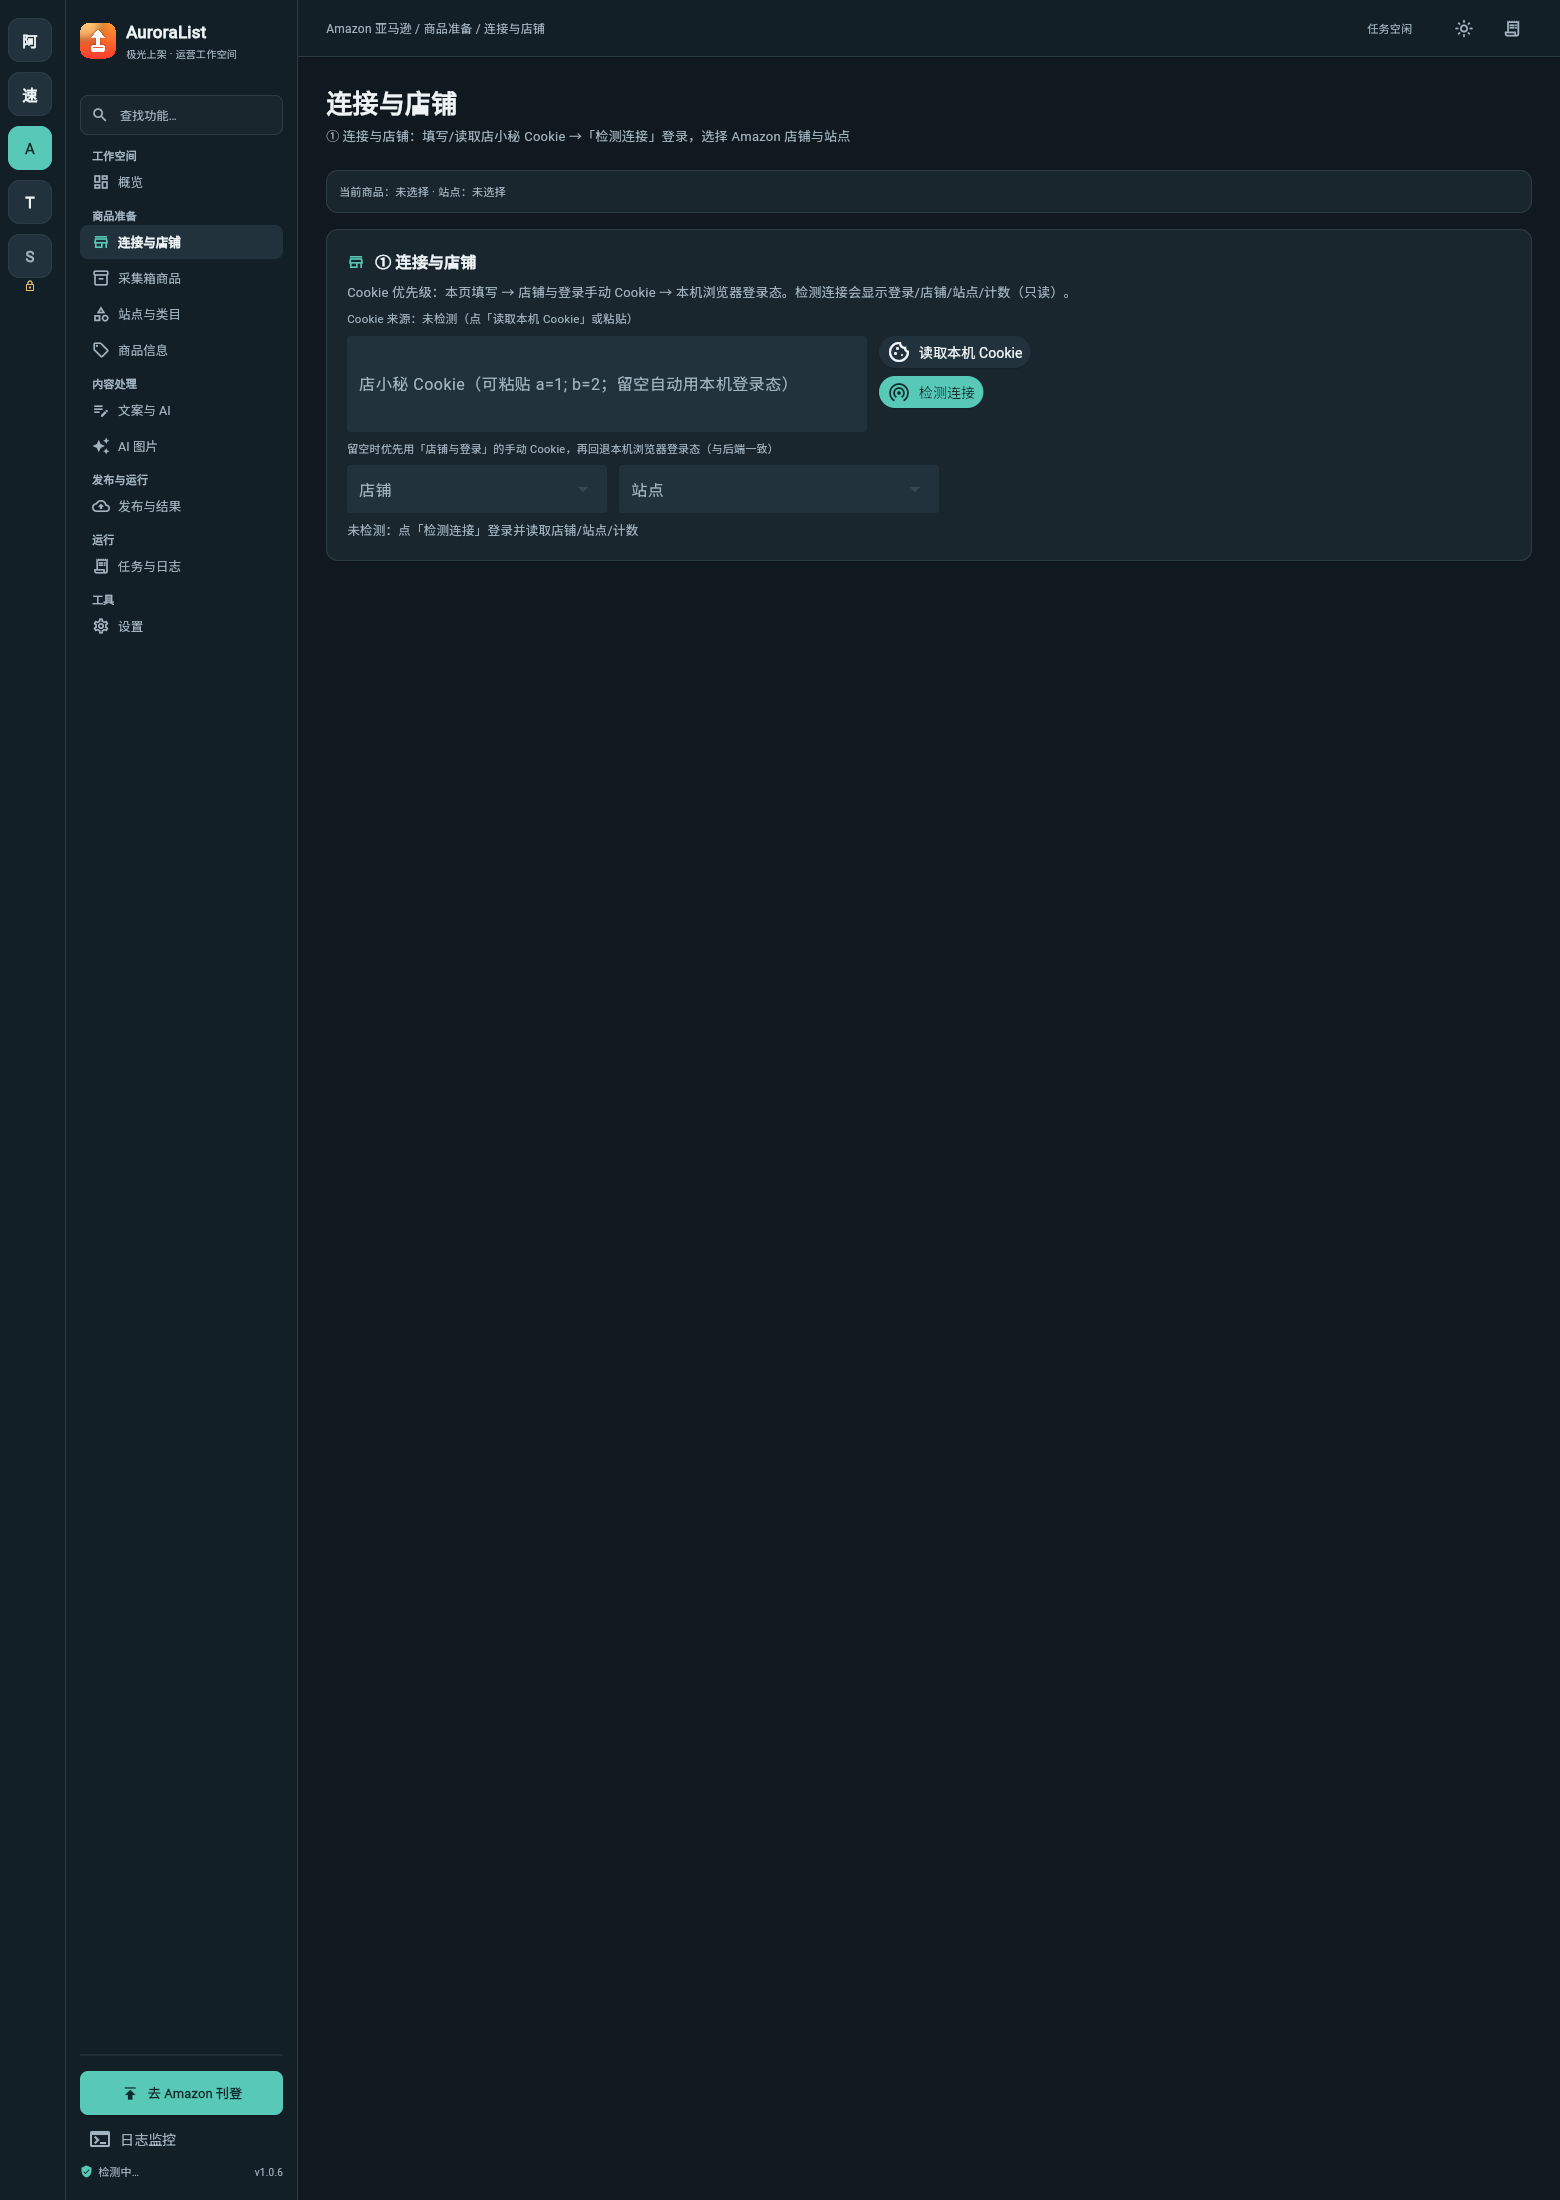 阿
速
A
T
S
AuroraList
极光上架 · 运营工作空间
查找功能...
工作空间
概览
商品准备
连接与店铺
采集箱商品
站点与类目
商品信息
内容处理
文案与 AI
AI 图片
发布与运行
发布与结果
运行
任务与日志
工具
设置
去 Amazon 刊登
日志监控
检测中... v1.0.6
Amazon 亚马逊 / 商品准备 / 连接与店铺 任务空闲
连接与店铺
① 连接与店铺：填写/读取店小秘 Cookie →「检测连接」登录，选择 Amazon 店铺与站点
当前商品：未选择 · 站点：未选择
① 连接与店铺
Cookie 优先级：本页填写 → 店铺与登录手动 Cookie → 本机浏览器登录态。检测连接会显示登录/店铺/站点/计数（只读）。
Cookie 来源：未检测（点「读取本机 Cookie」或粘贴）
店小秘 Cookie（可粘贴 a=1; b=2；留空自动用本机登录态）
读取本机 Cookie
检测连接
留空时优先用「店铺与登录」的手动 Cookie，再回退本机浏览器登录态（与后端一致）
店铺 站点
未检测：点「检测连接」登录并读取店铺/站点/计数